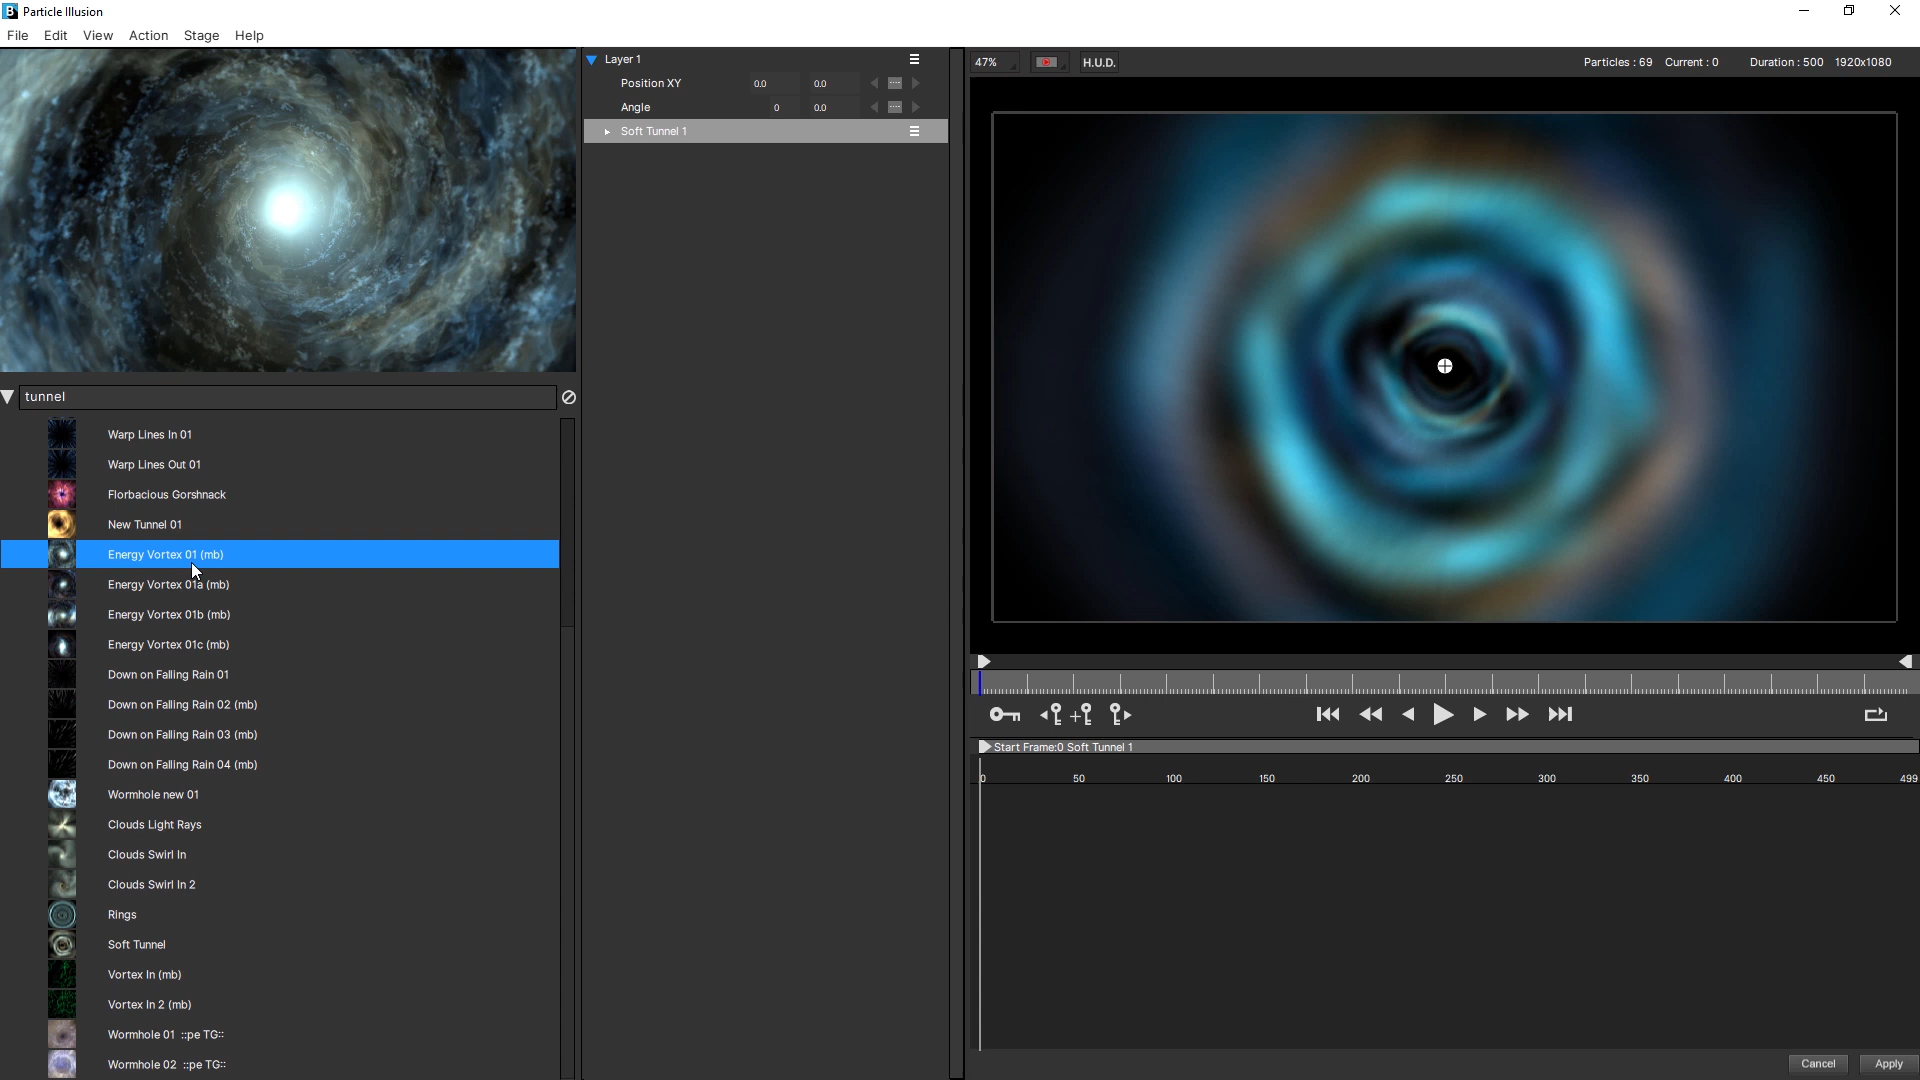 Particle Illusion
File Edit View Action Stage Help
tunnel
Warp Lines In 01
Warp Lines Out 01
Florbacious Gorshnack
New Tunnel 01
Energy Vortex 01 (mb)
Energy Vortex 01a (mb)
Energy Vortex 01b (mb)
Energy Vortex 01c (mb)
Down on Falling Rain 01
Down on Falling Rain 02 (mb)
Down on Falling Rain 03 (mb)
Down on Falling Rain 04 (mb)
Wormhole new 01
Clouds Light Rays
Clouds Swirl In
Clouds Swirl In 2
Rings
Soft Tunnel
Vortex In (mb)
Vortex In 2 (mb)
Wormhole 01 ::pe TG::
Wormhole 02 ::pe TG::
Layer 1
Position XY 0.0 0.0
Angle 0 0.0
Soft Tunnel 1
47% H.U.D. Particles : 69 Current : 0 Duration : 500 1920x1080
Start Frame:0 Soft Tunnel 1
0 50 100 150 200 250 300 350 400 450 499
Cancel Apply